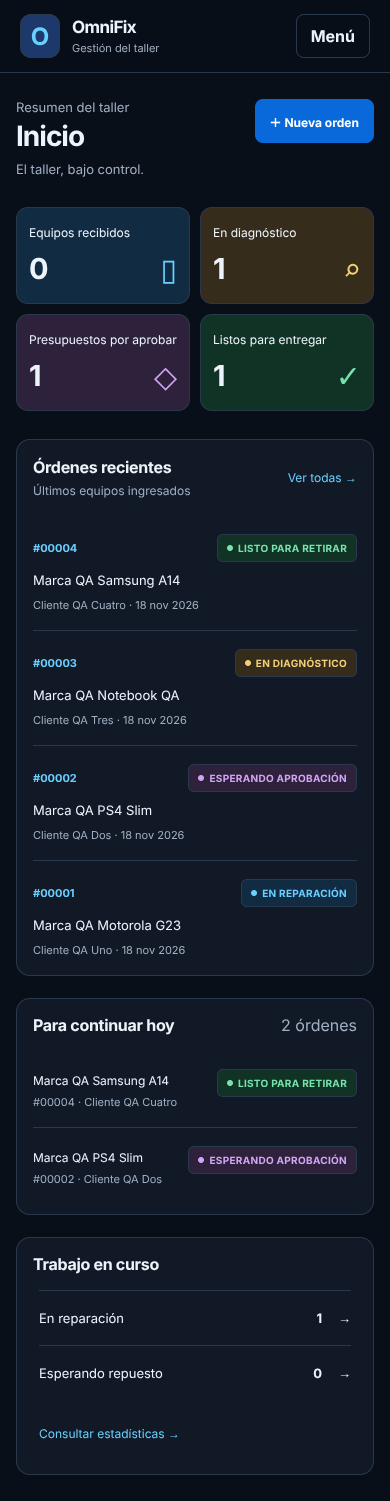 O
OmniFix
Gestión del taller
Menú
Resumen del taller
Inicio
El taller, bajo control.
+ Nueva orden
Equipos recibidos
0
En diagnóstico
1
Presupuestos por aprobar
1
Listos para entregar
1
Órdenes recientes
Últimos equipos ingresados
Ver todas →
#00004
LISTO PARA RETIRAR
Marca QA Samsung A14
Cliente QA Cuatro · 18 nov 2026
#00003
EN DIAGNÓSTICO
Marca QA Notebook QA
Cliente QA Tres · 18 nov 2026
#00002
ESPERANDO APROBACIÓN
Marca QA PS4 Slim
Cliente QA Dos · 18 nov 2026
#00001
EN REPARACIÓN
Marca QA Motorola G23
Cliente QA Uno · 18 nov 2026
Para continuar hoy
2 órdenes
Marca QA Samsung A14
#00004 · Cliente QA Cuatro
LISTO PARA RETIRAR
Marca QA PS4 Slim
#00002 · Cliente QA Dos
ESPERANDO APROBACIÓN
Trabajo en curso
En reparación 1 →
Esperando repuesto 0 →
Consultar estadísticas →